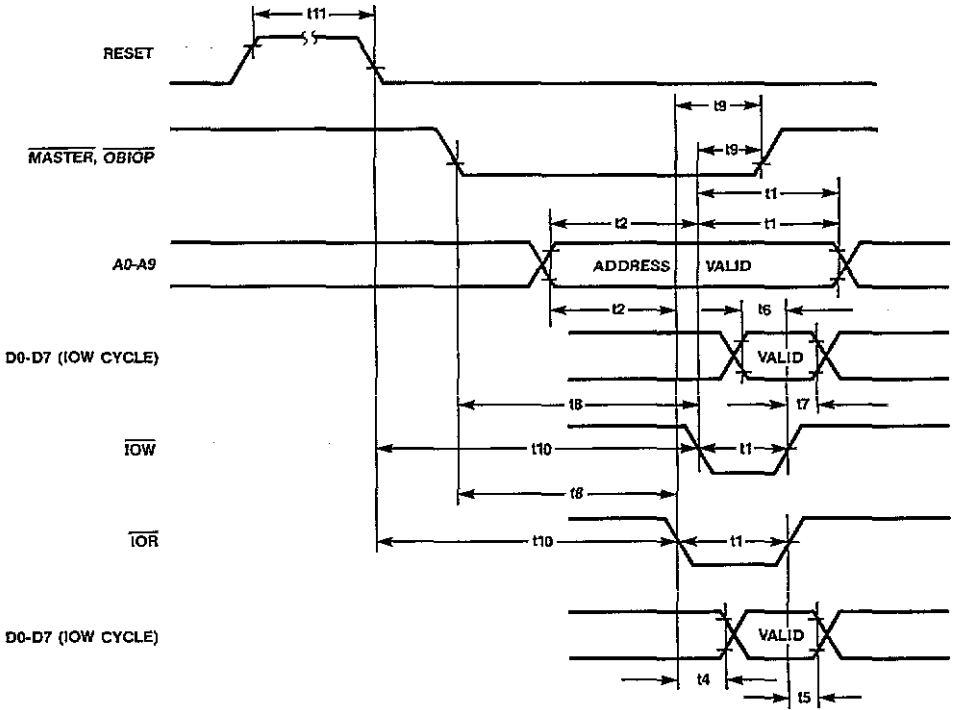 t11
RESET
t9
MASTER, OBIOP
t9
t1
t2 t1
A0-A9 ADDRESS VALID
t2 t6
D0-D7 (IOW CYCLE) VALID
t8 t7
IOW t10 t1
t8
IOR t10 t1
D0-D7 (IOW CYCLE) VALID
t4 t5